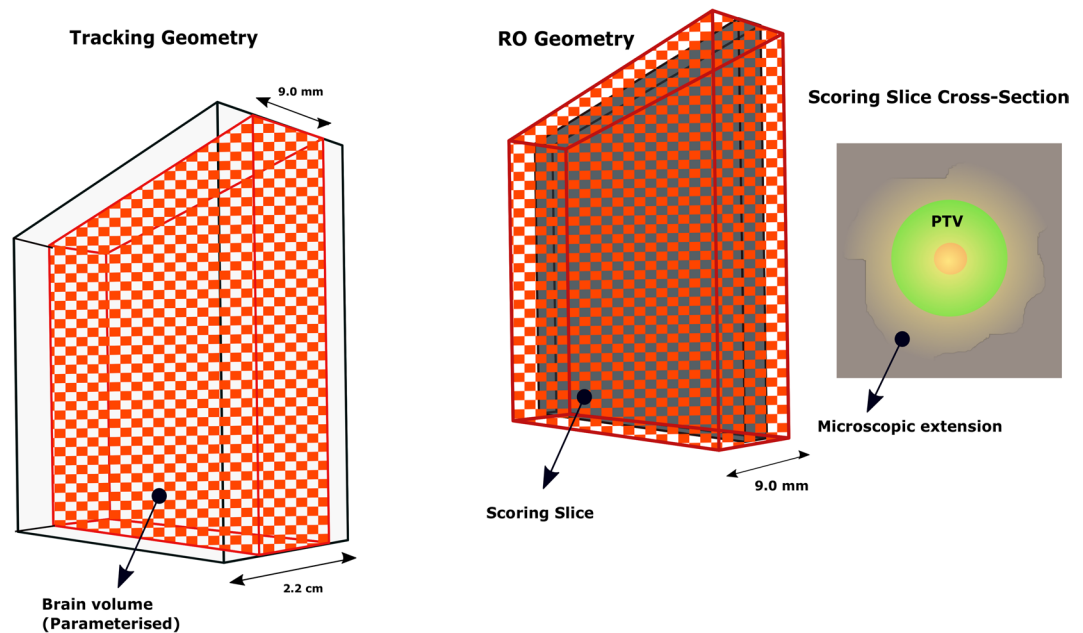 Tracking Geometry
9.0 mm
Brain volume
(Parameterised)
2.2 cm
RO Geometry
Scoring Slice
9.0 mm
Scoring Slice Cross-Section
PTV
Microscopic extension